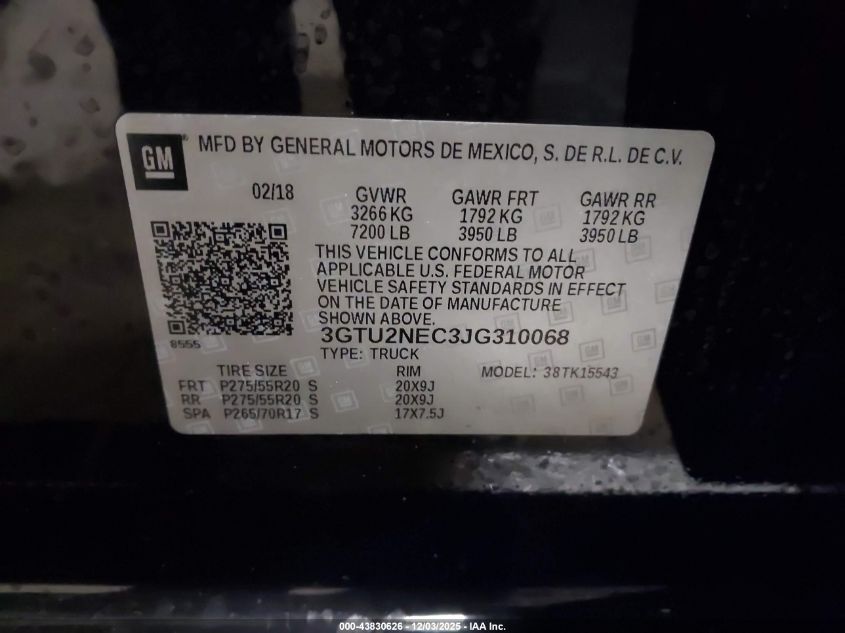 GM
MFD BY GENERAL MOTORS DE MEXICO, S. DE R.L. DE C.V.
02/18 GVWR GAWR FRT GAWR RR
3266 KG 1792 KG 1792 KG
7200 LB 3950 LB 3950 LB
THIS VEHICLE CONFORMS TO ALL
APPLICABLE U.S. FEDERAL MOTOR
VEHICLE SAFETY STANDARDS IN EFFECT
ON THE DATE OF MANUFACTURE
SHOWN ABOVE.
8555
3GTU2NEC3JG310068
TYPE: TRUCK
TIRE SIZE RIM MODEL: 38TK15543
FRT P275/55R20 S 20X9J
RR P275/55R20 S 20X9J
SPA P265/70R17 S 17X7.5J
000-43830626 - 12/03/2025 - IAA Inc.